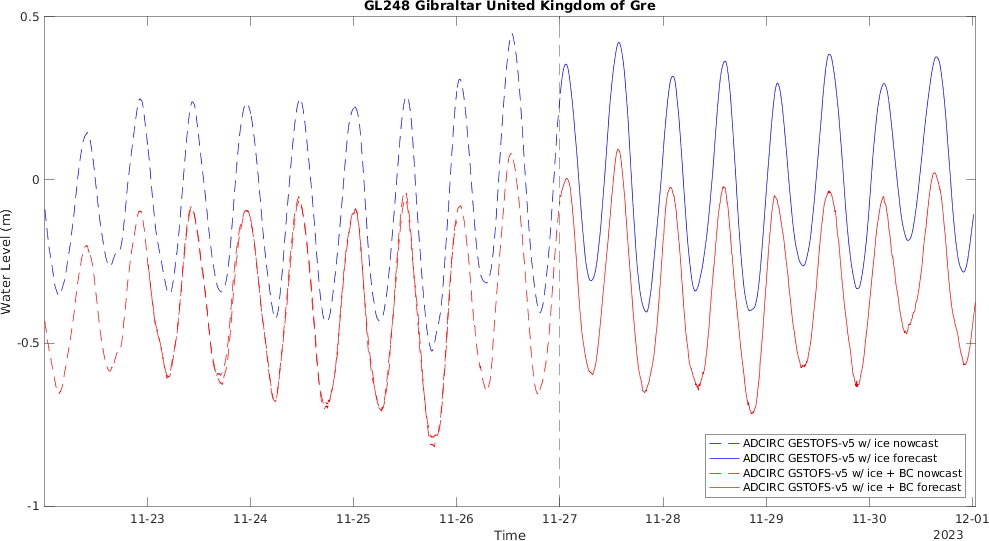 GL248 Gibraltar United Kingdom of Gre
0.5
0
-0.5
-1
Water Level (m)
11-23
11-24
11-25
11-26
11-27
11-28
11-29
11-30
12-01
Time
2023
ADCIRC GESTOFS-v5 w/ ice nowcast
ADCIRC GESTOFS-v5 w/ ice forecast
ADCIRC GSTOFS-v5 w/ ice + BC nowcast
ADCIRC GSTOFS-v5 w/ ice + BC forecast